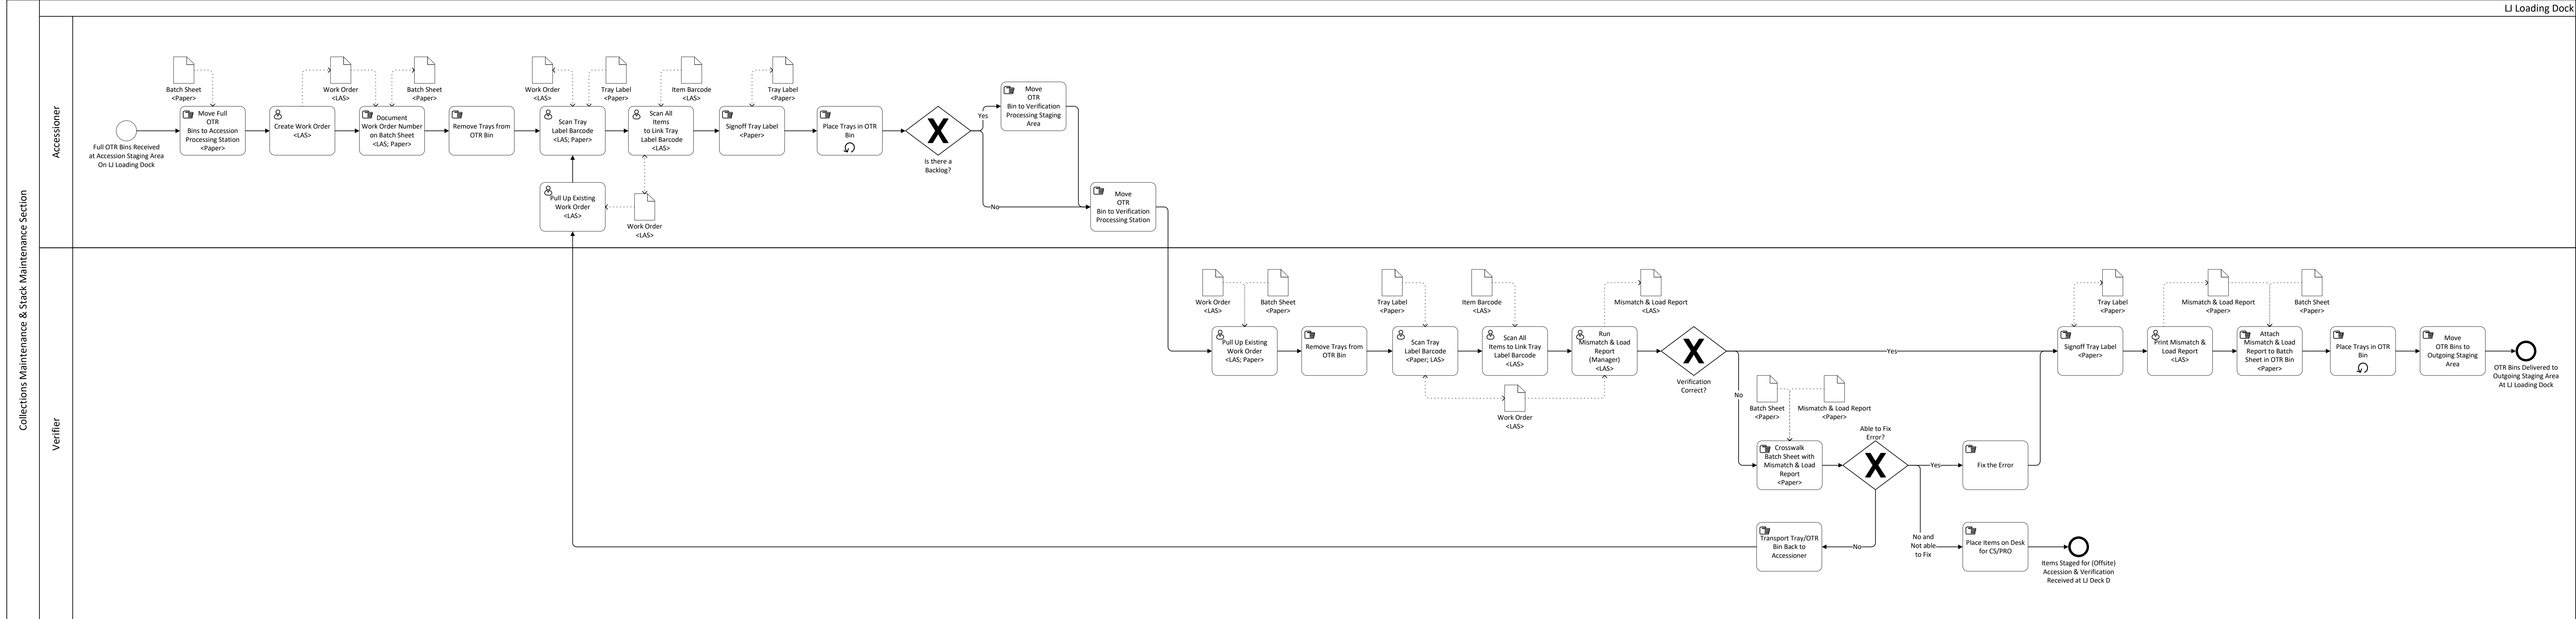 LJ Loading Dock
Collections Maintenance & Stack Maintenance Section
Accessioner
Batch Sheet
<Paper>
Work Order
<LAS>
Batch Sheet
<Paper>
Work Order
<LAS>
Tray Label
<Paper>
Item Barcode
<LAS>
Tray Label
<Paper>
Full OTR Bins Received
at Accession Staging Area
On LJ Loading Dock
Move Full
OTR
Bins to Accession
Processing Station
<Paper>
Create Work Order
<LAS>
Document
Work Order Number
on Batch Sheet
<LAS; Paper>
Remove Trays from
OTR Bin
Scan Tray
Label Barcode
<LAS; Paper>
Scan All
Items
to Link Tray
Label Barcode
<LAS>
Signoff Tray Label
<Paper>
Place Trays in OTR
Bin
Is there a
Backlog?
Yes
Move
OTR
Bin to Verification
Processing Staging
Area
No
Move
OTR
Bin to Verification
Processing Station
Pull Up Existing
Work Order
<LAS>
Work Order
<LAS>
Verifier
Work Order
<LAS>
Batch Sheet
<Paper>
Tray Label
<Paper>
Item Barcode
<LAS>
Mismatch & Load Report
<LAS>
Tray Label
<Paper>
Mismatch & Load Report
<Paper>
Batch Sheet
<Paper>
Pull Up Existing
Work Order
<LAS; Paper>
Remove Trays from
OTR Bin
Scan Tray
Label Barcode
<Paper; LAS>
Scan All
Items to Link Tray
Label Barcode
<LAS>
Run
Mismatch & Load
Report
(Manager)
<LAS>
Work Order
<LAS>
Verification
Correct?
Yes
No
Signoff Tray Label
<Paper>
Print Mismatch &
Load Report
<LAS>
Attach
Mismatch & Load
Report to Batch
Sheet in OTR Bin
<Paper>
Place Trays in OTR
Bin
Move
OTR Bins to
Outgoing Staging
Area
OTR Bins Delivered to
Outgoing Staging Area
At LJ Loading Dock
Batch Sheet
<Paper>
Mismatch & Load Report
<Paper>
Crosswalk
Batch Sheet with
Mismatch & Load
Report
<Paper>
Able to Fix
Error?
Yes
Fix the Error
Transport Tray/OTR
Bin Back to
Accessioner
No
No and
Not able
to Fix
Place Items on Desk
for CS/PRO
Items Staged for (Offsite)
Accession & Verification
Received at LJ Deck D